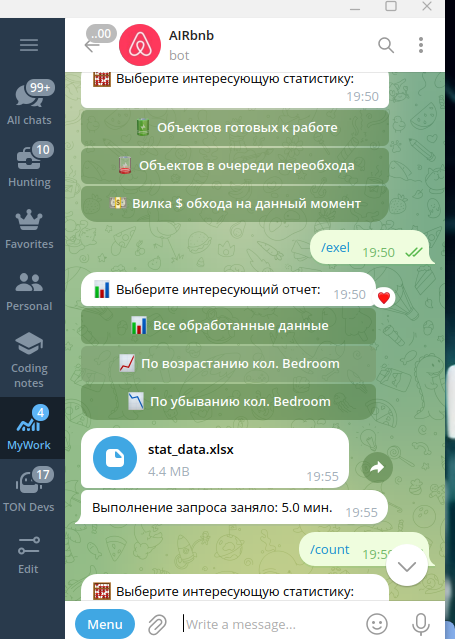 ..00
AIRbnb
bot
99+
All chats
10
Hunting
Favorites
Personal
Coding
notes
4
MyWork
17
TON Devs
Edit
Выберите интересующую статистику:
19:50
Объектов готовых к работе
Объектов в очереди переобхода
Вилка $ обхода на данный момент
/exel 19:50
Выберите интересующий отчет: 19:50
Все обработанные данные
По возрастанию кол. Bedroom
По убыванию кол. Bedroom
stat_data.xlsx
4.4 MB
19:55
Выполнение запроса заняло: 5.0 мин. 19:55
/count
Выберите интересующую статистику:
Menu
Write a message...